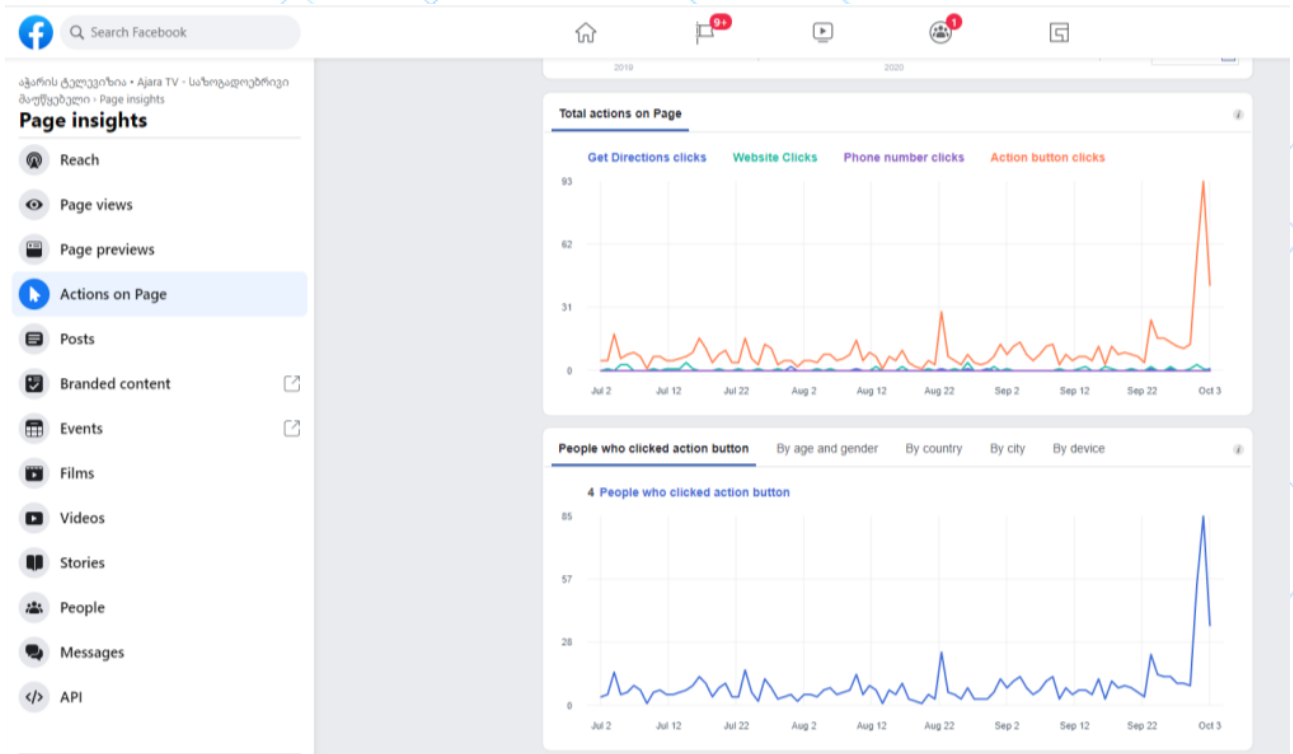 Search Facebook
9+
1
აჭარის ტელევიზია • Ajara TV - საზოგადოებრივი
მაუწყებელი › Page insights
Page insights
Reach
Page views
Page previews
Actions on Page
Posts
Branded content
Events
Films
Videos
Stories
People
Messages
API
2019 2020
Total actions on Page
Get Directions clicks Website Clicks Phone number clicks Action button clicks
93
62
31
0
Jul 2 Jul 12 Jul 22 Aug 2 Aug 12 Aug 22 Sep 2 Sep 12 Sep 22 Oct 3
People who clicked action button By age and gender By country By city By device
4 People who clicked action button
85
57
28
0
Jul 2 Jul 12 Jul 22 Aug 2 Aug 12 Aug 22 Sep 2 Sep 12 Sep 22 Oct 3